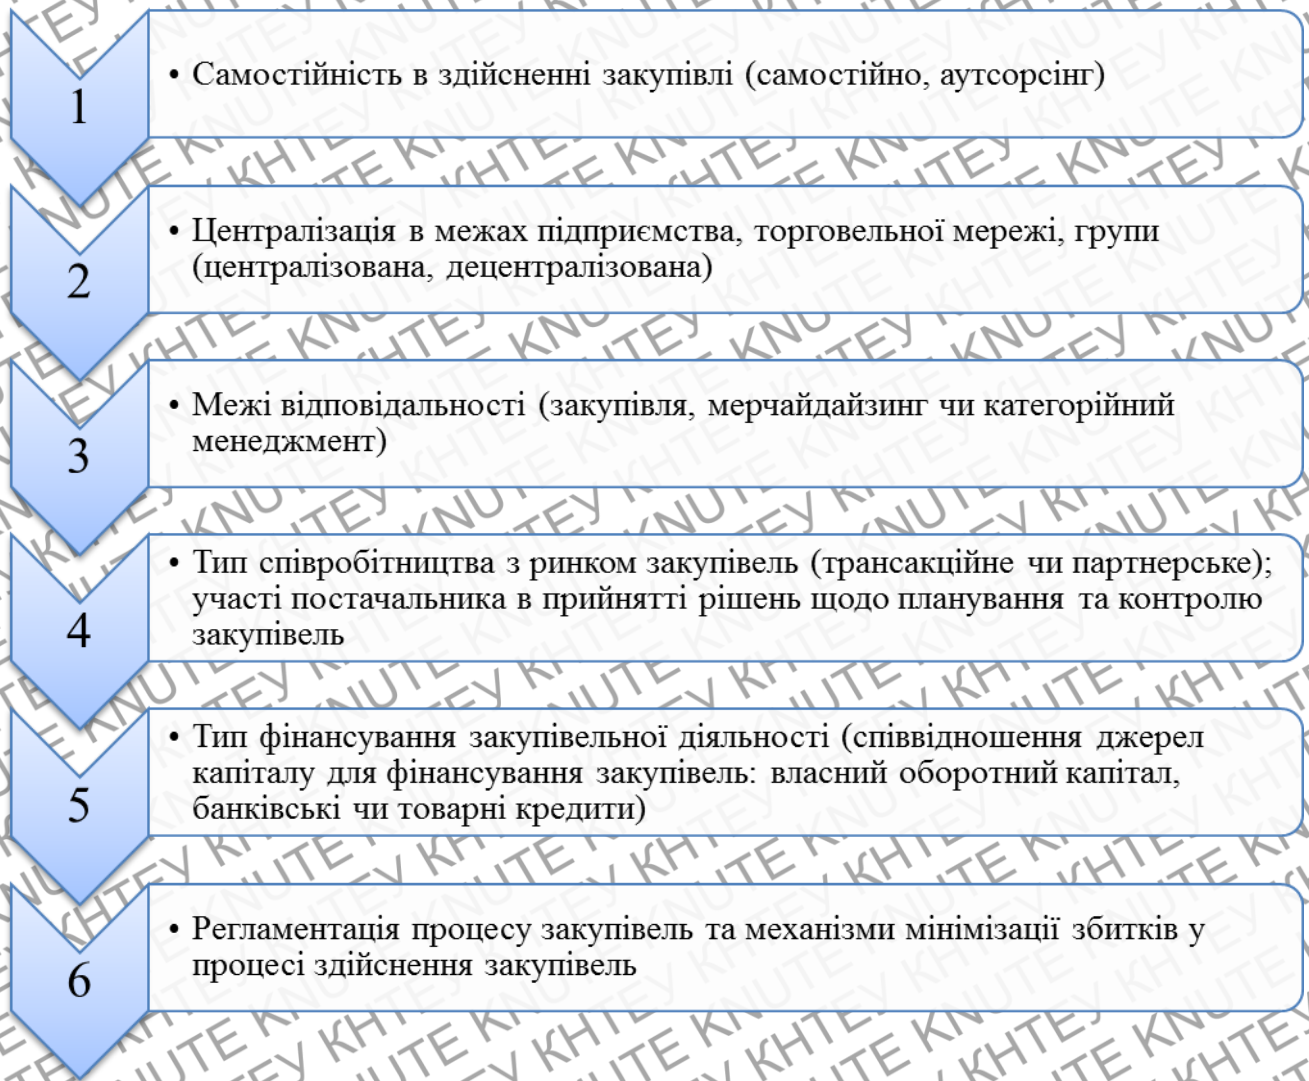 1
• Самостійність в здійсненні закупівлі (самостійно, аутсорсінг)
2
• Централізація в межах підприємства, торговельної мережі, групи
(централізована, децентралізована)
3
• Межі відповідальності (закупівля, мерчайдайзинг чи категорійний
менеджмент)
4
• Тип співробітництва з ринком закупівель (трансакційне чи партнерське);
участі постачальника в прийнятті рішень щодо планування та контролю
закупівель
5
• Тип фінансування закупівельної діяльності (співвідношення джерел
капіталу для фінансування закупівель: власний оборотний капітал,
банківські чи товарні кредити)
6
• Регламентація процесу закупівель та механізми мінімізації збитків у
процесі здійснення закупівель
KNUTE КНТЕУ